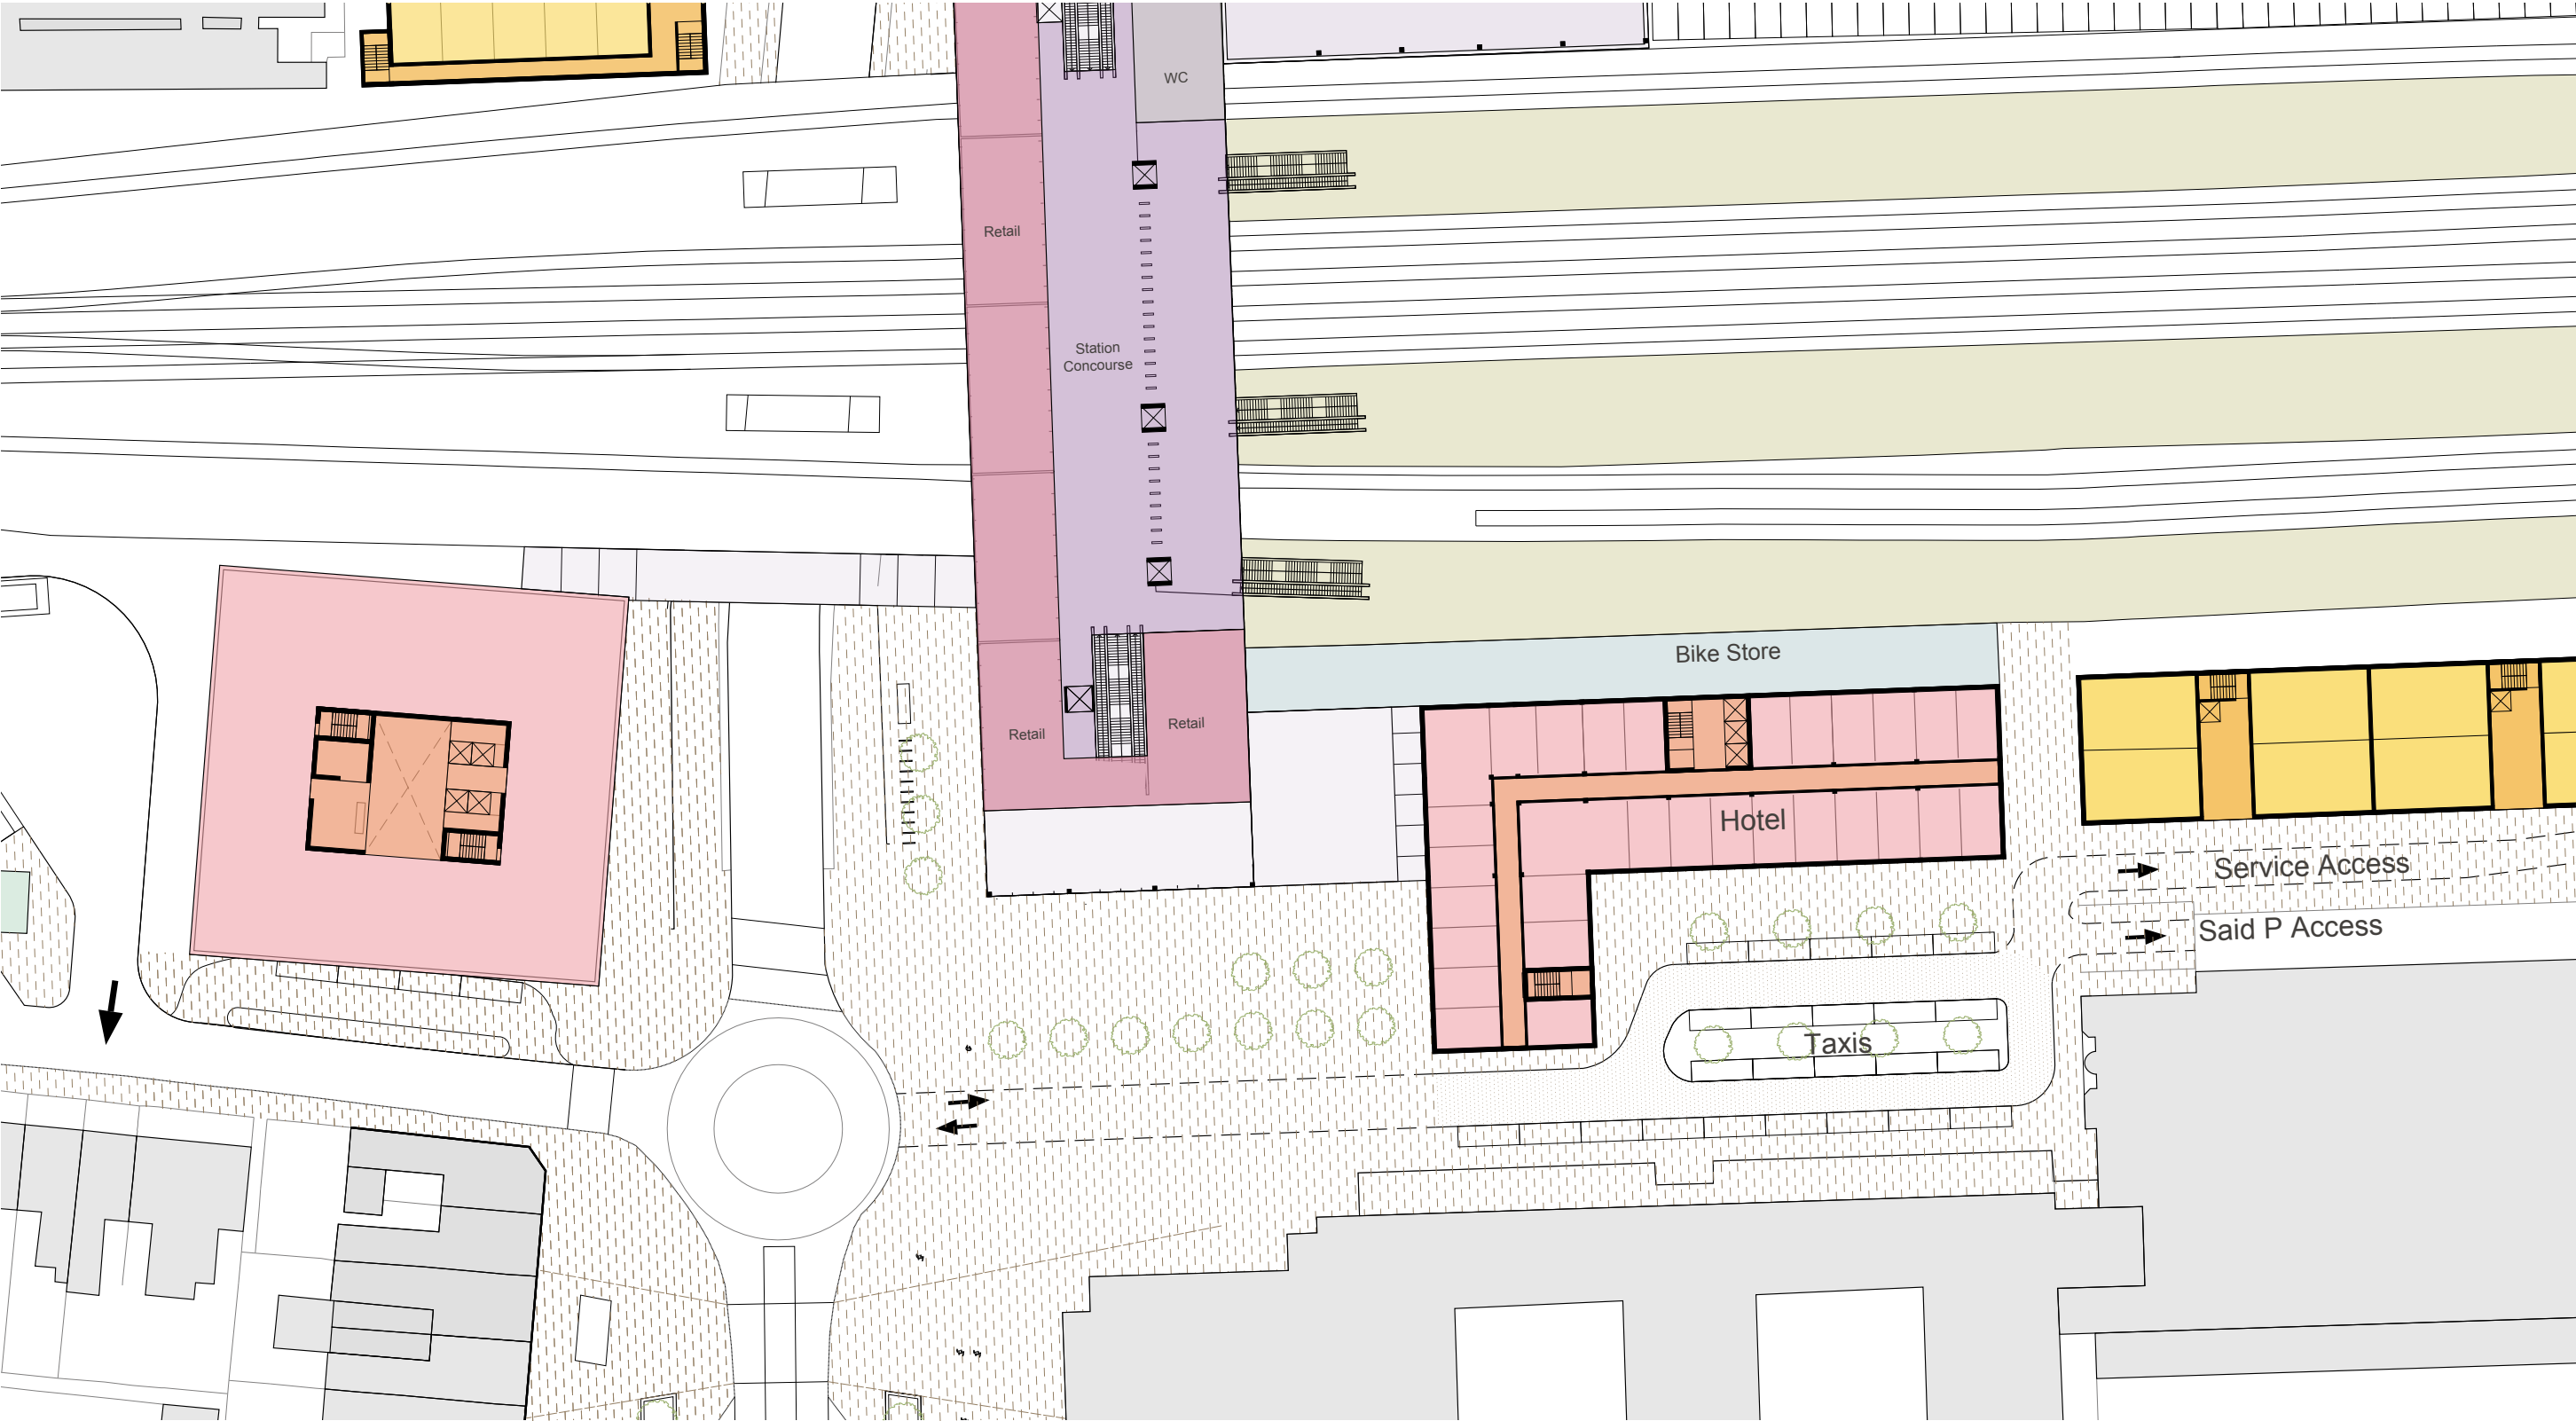 WC
Retail
Station
Concourse
Bike Store
Retail
Retail
Hotel
Service Access
Said P Access
Taxis